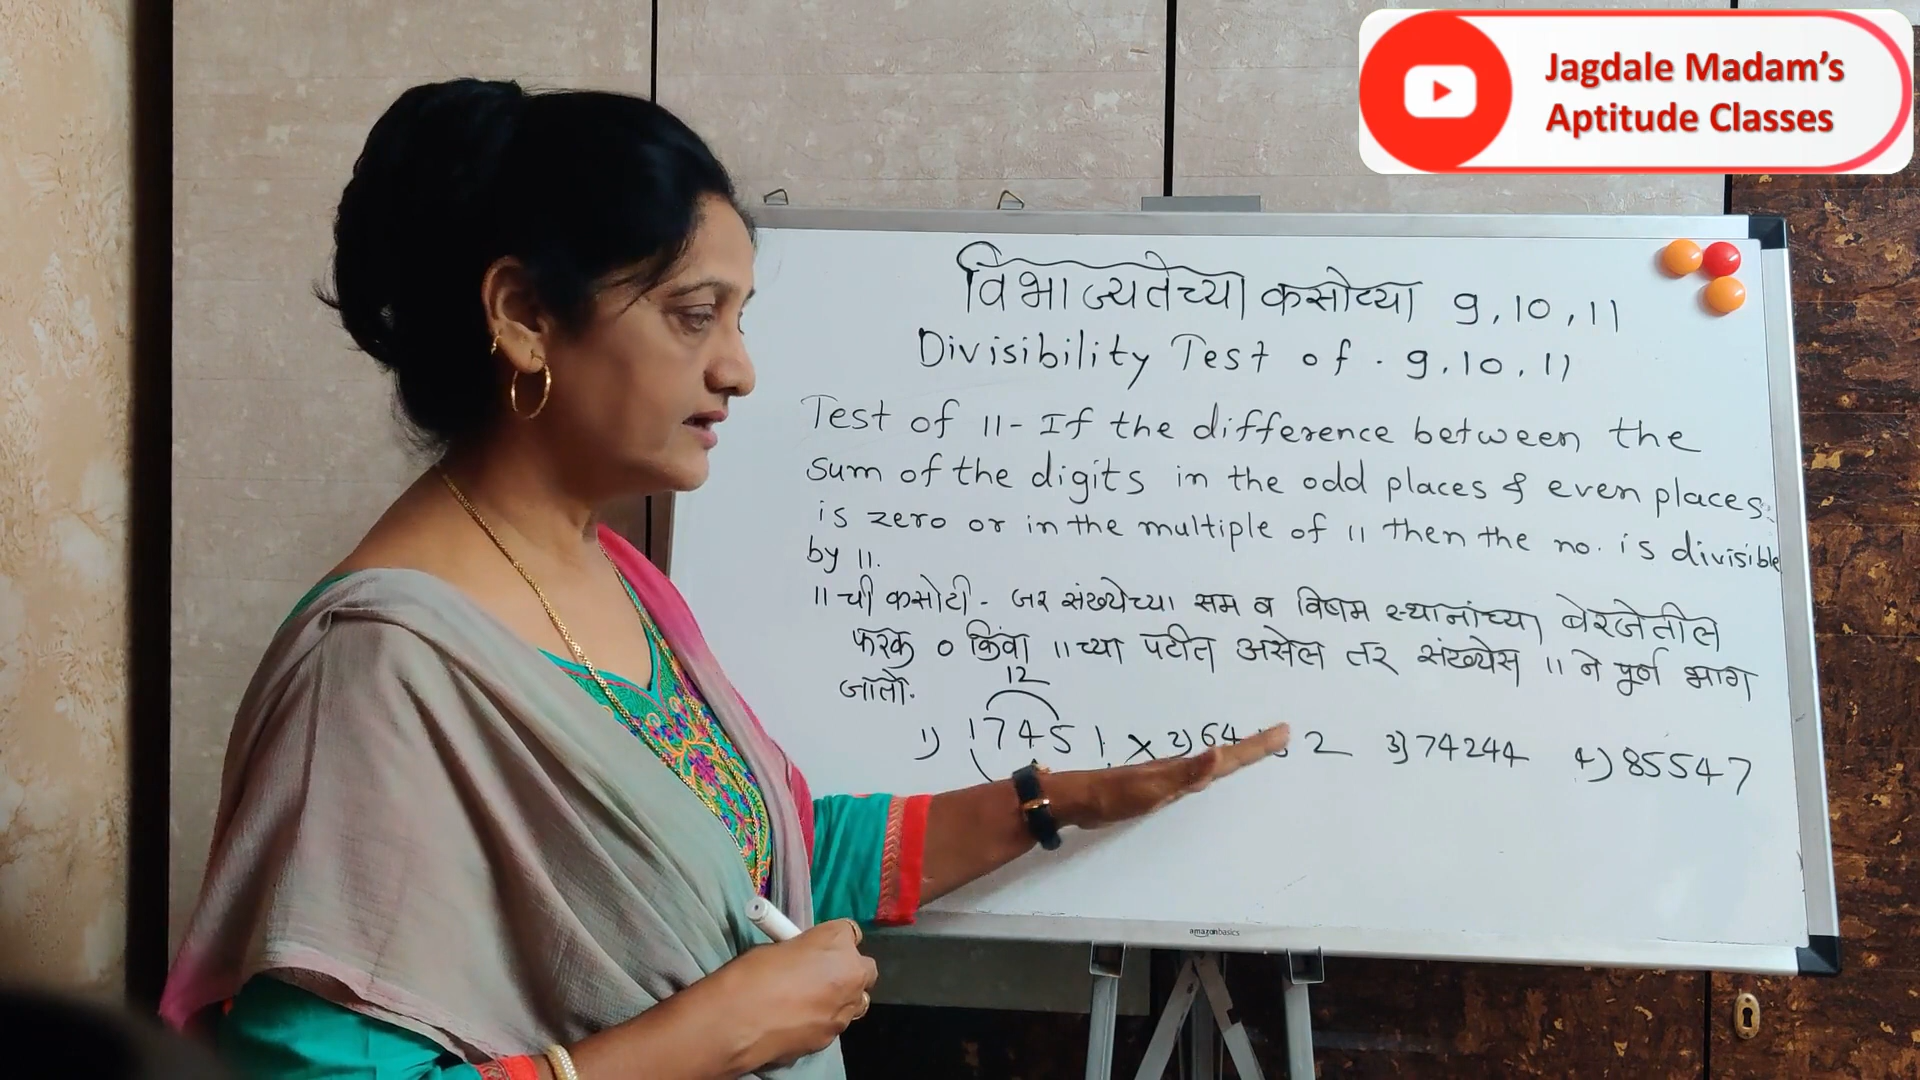 Jagdale Madam's
Aptitude Classes
विभाज्यतेच्या कसोट्या 9, 10, 11
Divisibility Test of . 9, 10, 11
Test of 11 - If the difference between the
sum of the digits in the odd places & even places
is zero or in the multiple of 11 then the no. is divisible
by 11.
11 ची कसोटी - जर संख्येच्या सम व विषम स्थानांच्या बेरजेतील
फरक 0 किंवा 11 च्या पटीत असेल तर संख्येस 11 ने पूर्ण भाग
जातो.
12
1) 1745 X 2) 64 2 3) 74244 4) 85547
amazonbasics